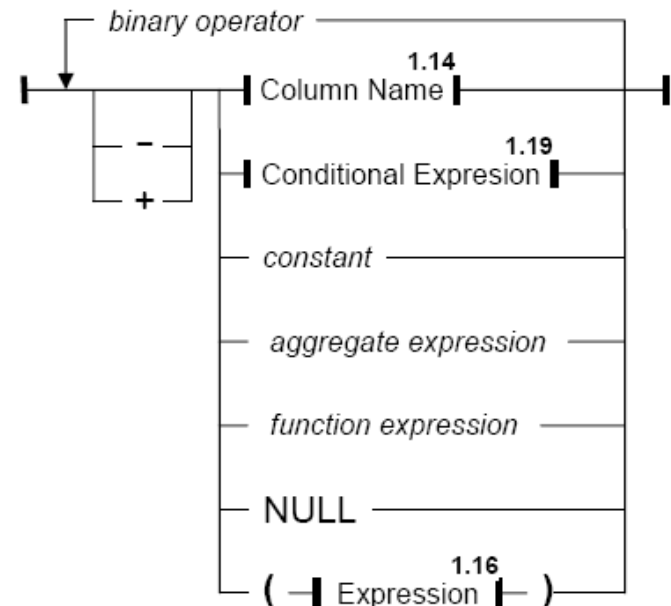 binary operator
1.14
Column Name
1.19
Conditional Expresion
-
+
constant
aggregate expression
function expression
NULL
1.16
( Expression )